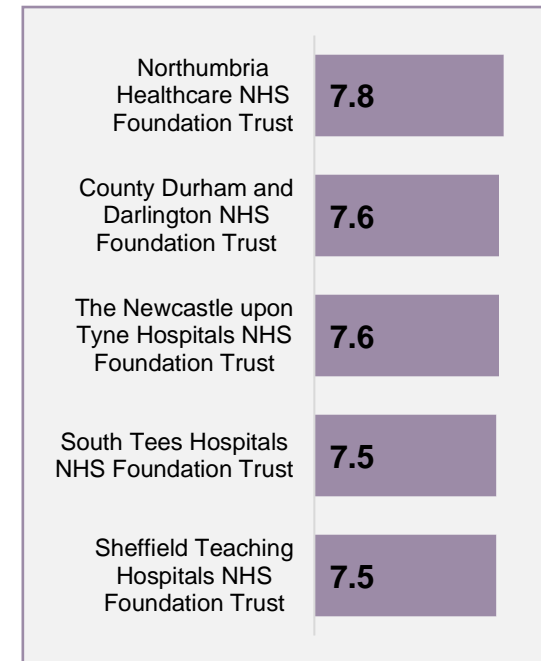 Northumbria
Healthcare NHS
Foundation Trust
7.8
County Durham and
Darlington NHS
Foundation Trust
7.6
The Newcastle upon
Tyne Hospitals NHS
Foundation Trust
7.6
South Tees Hospitals
NHS Foundation Trust
7.5
Sheffield Teaching
Hospitals NHS
Foundation Trust
7.5